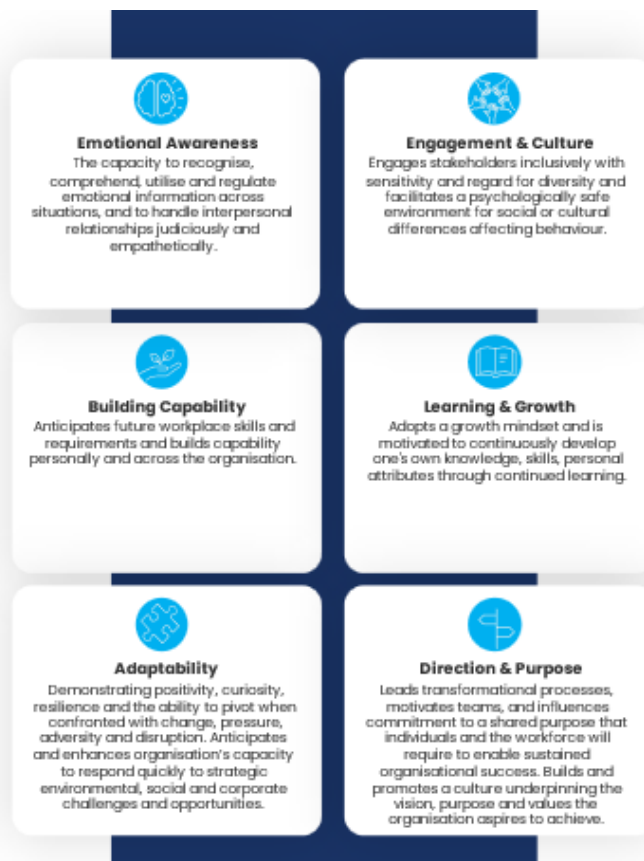 Emotional Awareness
The capacity to recognise,
comprehend, utilise and regulate
emotional information across
situations, and to handle interpersonal
relationships judiciously and
empathetically.
Engagement & Culture
Engages stakeholders inclusively with
sensitivity and regard for diversity and
facilitates a psychologically safe
environment for social or cultural
differences affecting behaviour.
Building Capability
Anticipates future workplace skills and
requirements and builds capability
personally and across the organisation.
Learning & Growth
Adopts a growth mindset and is
motivated to continuously develop
one's own knowledge, skills, personal
attributes through continued learning.
Adaptability
Demonstrating positivity, curiosity,
resilience and the ability to pivot when
confronted with change, pressure,
adversity and disruption. Anticipates
and enhances organisation's capacity
to respond quickly to strategic
environmental, social and corporate
challenges and opportunities.
Direction & Purpose
Leads transformational processes,
motivates teams, and influences
commitment to a shared purpose that
individuals and the workforce will
require to enable sustained
organisational success. Builds and
promotes a culture underpinning the
vision, purpose and values the
organisation aspires to achieve.